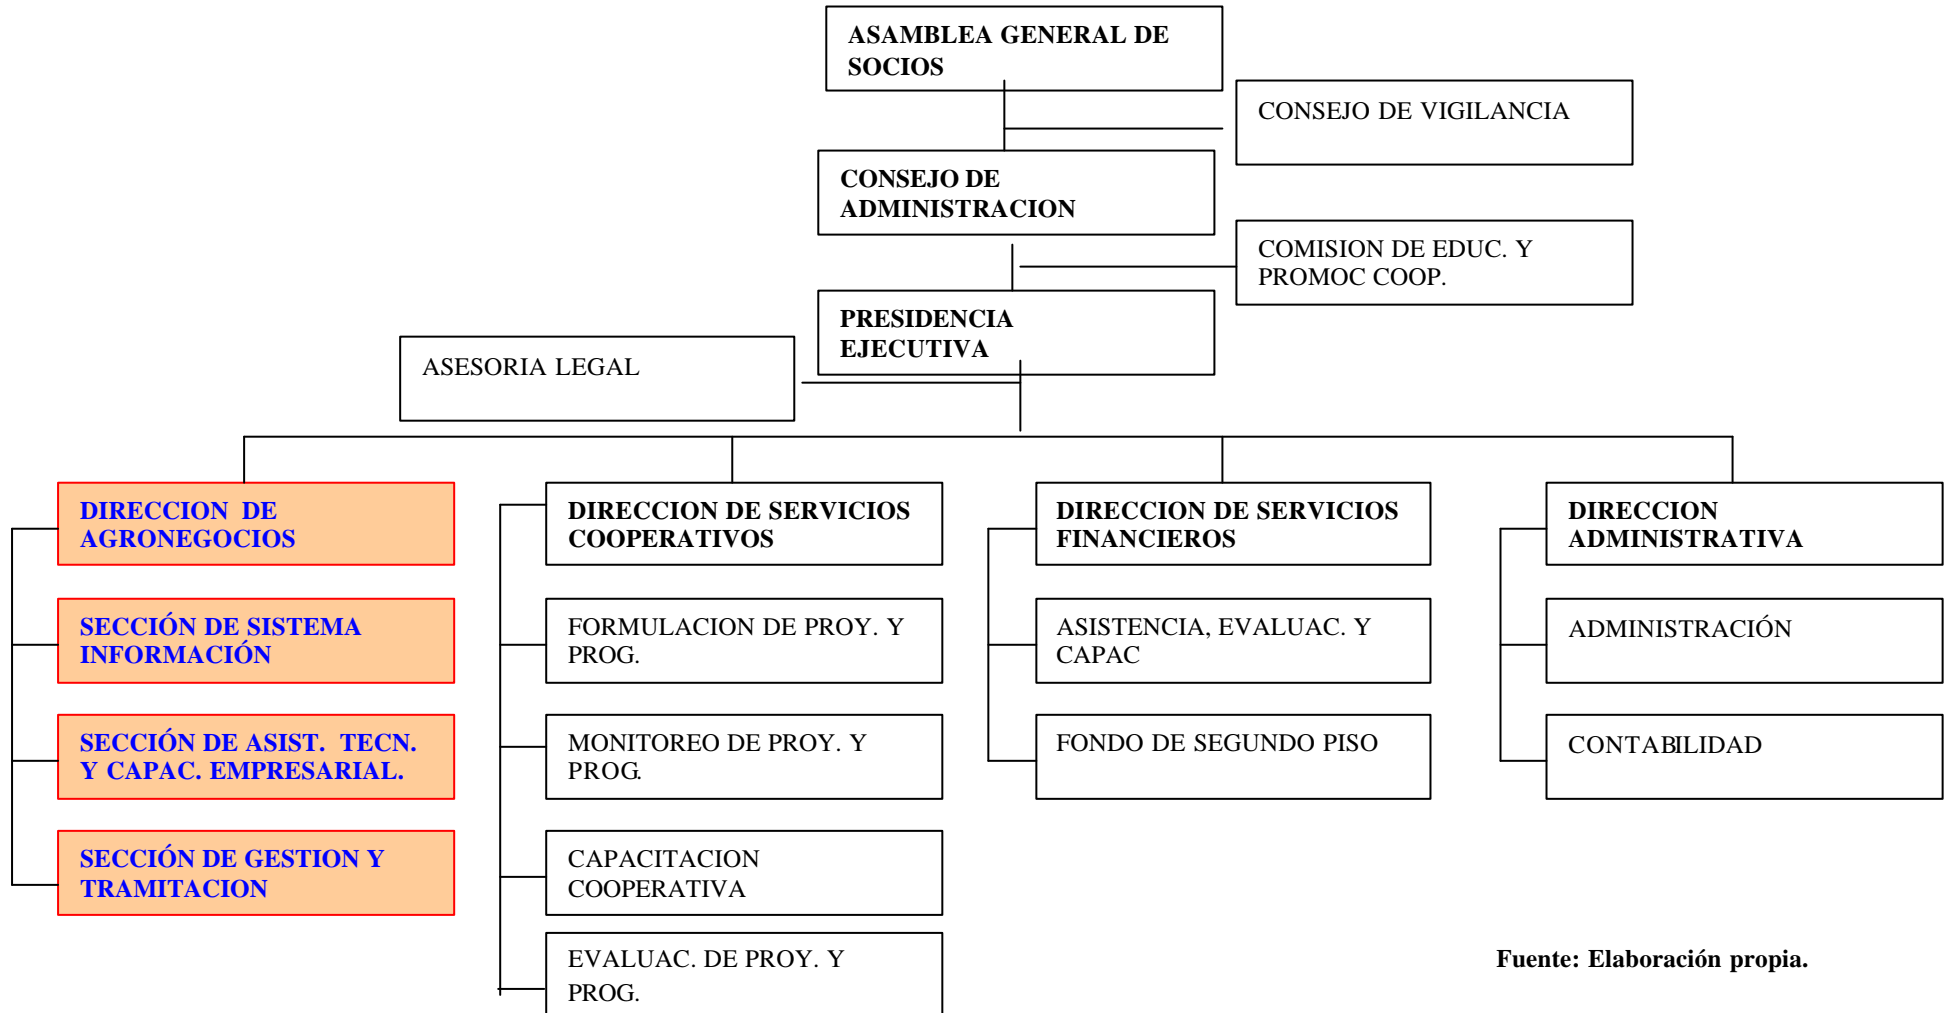 ASAMBLEA GENERAL DE
SOCIOS
CONSEJO DE VIGILANCIA
CONSEJO DE
ADMINISTRACION
COMISION DE EDUC. Y
PROMOC COOP.
PRESIDENCIA
EJECUTIVA
ASESORIA LEGAL
DIRECCION DE
AGRONEGOCIOS
SECCIÓN DE SISTEMA
INFORMACIÓN
SECCIÓN DE ASIST. TECN.
Y CAPAC. EMPRESARIAL.
SECCIÓN DE GESTION Y
TRAMITACION
DIRECCION DE SERVICIOS
COOPERATIVOS
FORMULACION DE PROY. Y
PROG.
MONITOREO DE PROY. Y
PROG.
CAPACITACION
COOPERATIVA
EVALUAC. DE PROY. Y
PROG.
DIRECCION DE SERVICIOS
FINANCIEROS
ASISTENCIA, EVALUAC. Y
CAPAC
FONDO DE SEGUNDO PISO
DIRECCION
ADMINISTRATIVA
ADMINISTRACIÓN
CONTABILIDAD
Fuente: Elaboración propia.